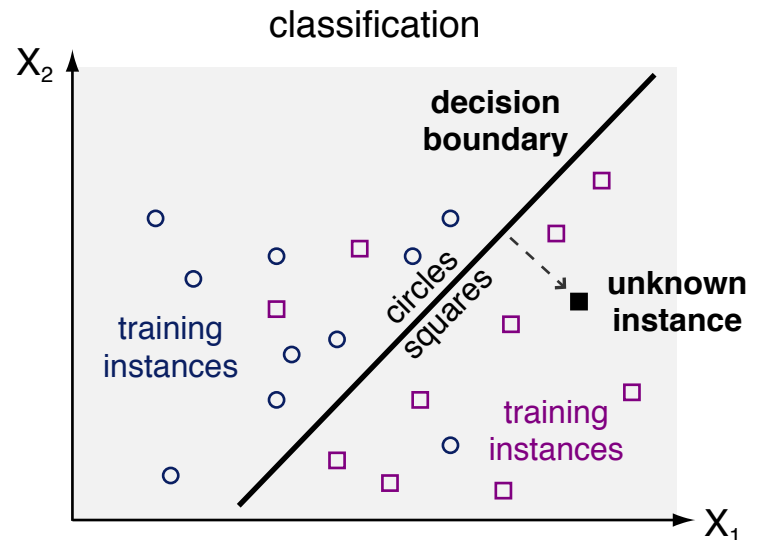 classification
X₂
decision
boundary
circles
squares
unknown
instance
training
instances
training
instances
X₁